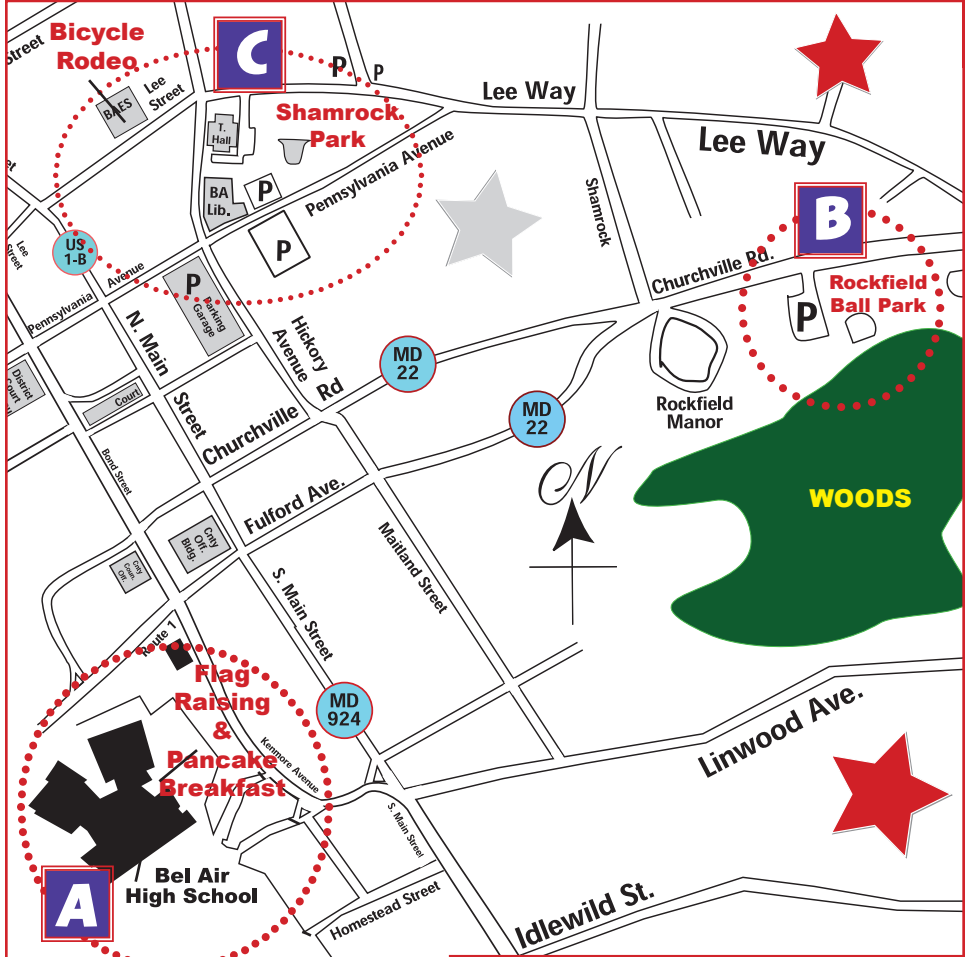 Street
Bicycle
Rodeo
C
P
P
Lee
Street
BAES
Lee Way
Lee Way
T.
Hall
Shamrock
Park
BA
Lib.
P
Pennsylvania Avenue
P
Shamrock
B
Churchville Rd.
Rockfield
Ball Park
P
US
1-B
Lee
Street
Pennsylvania
Avenue
P
Parking
Garage
N. Main
Street
Hickory
Avenue
MD
22
MD
22
Churchville
Rd
Rockfield
Manor
District
Court
Court
Bond Street
Fulford Ave.
N
WOODS
Cnty
Off.
Bldg.
Cnty
Coun.
Off.
Maitland Street
S. Main Street
Route 1
Flag
Raising
&
Pancake
Breakfast
MD
924
Kenmore Avenue
Linwood Ave.
S. Main Street
Bel Air
High School
A
Homestead Street
Idlewild St.